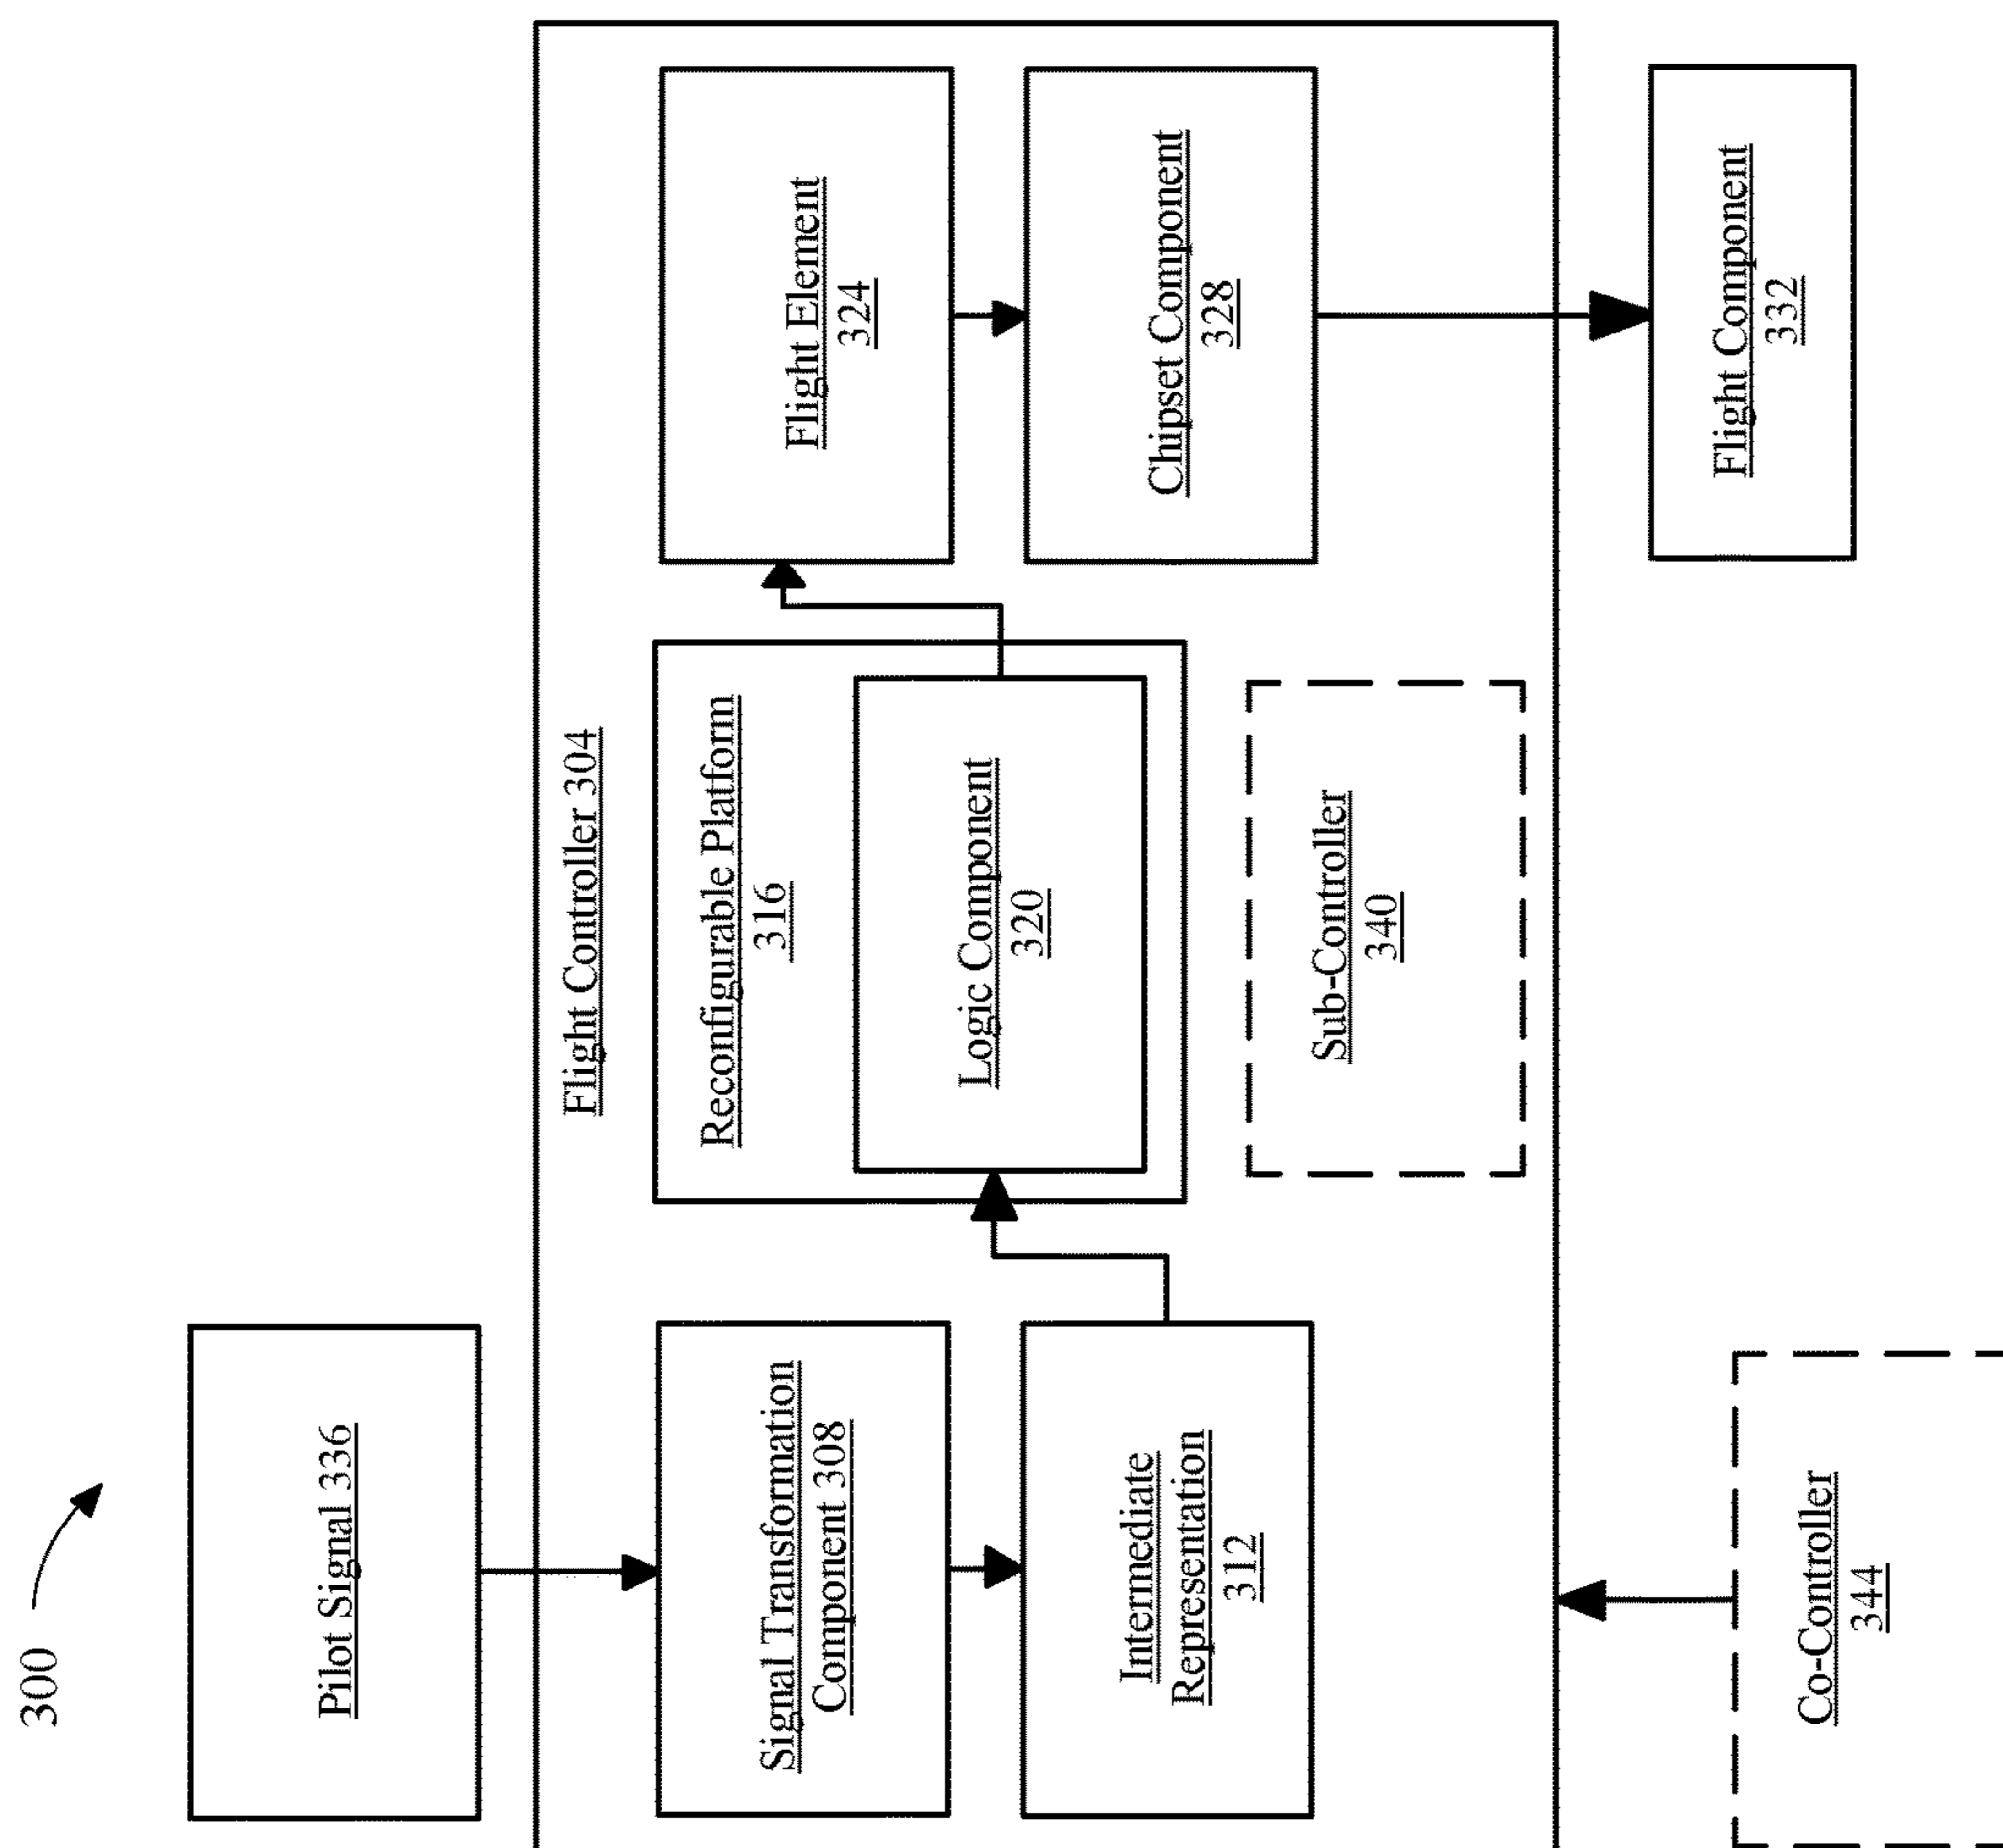 300
Pilot Signal 336
Flight Controller 304
Signal Transformation
Component 308
Intermediate
Representation
312
Reconfigurable Platform
316
Logic Component
320
Sub-Controller
340
Flight Element
324
Chipset Component
328
Co-Controller
344
Flight Component
332